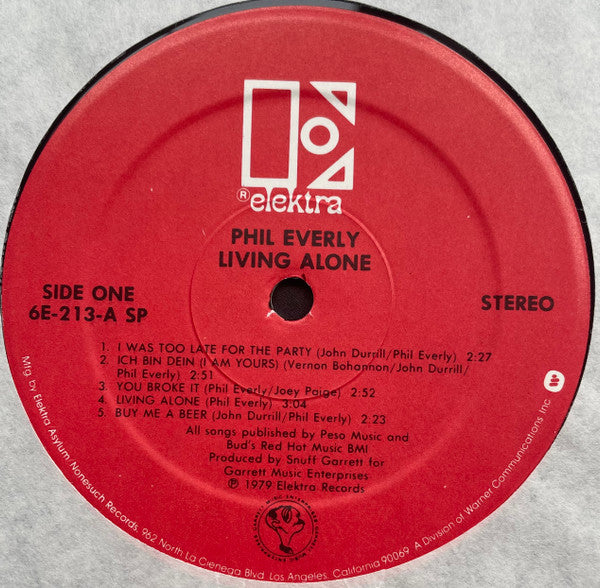 ® elektra
PHIL EVERLY
LIVING ALONE
SIDE ONE
6E-213-A SP
STEREO
1. I WAS TOO LATE FOR THE PARTY (John Durrill/Phil Everly) 2:27
2. ICH BIN DEIN (I AM YOURS) (Vernon Bohannon/John Durrill/
Phil Everly) 2:51
3. YOU BROKE IT (Phil Everly/Joey Paige) 2:52
4. LIVING ALONE (Phil Everly) 3:04
5. BUY ME A BEER (John Durrill/Phil Everly) 2:23
All songs published by Peso Music and
Bud's Red Hot Music BMI
Produced by Snuff Garrett for
Garrett Music Enterprises
℗ 1979 Elektra Records
Mfg by Elektra Asylum/Nonesuch Records, 962 North La Cienega Blvd Los Angeles, California 90069 A Division of Warner Communications Inc